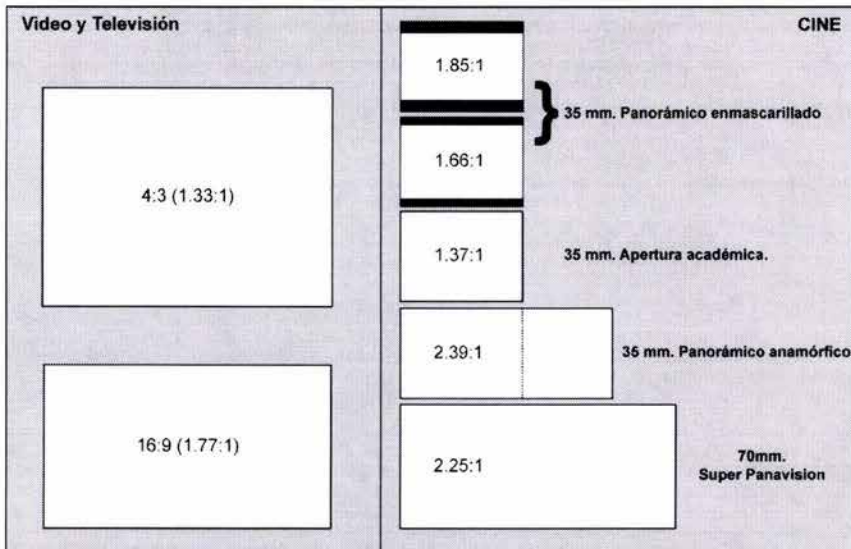 Video y Televisión
4:3 (1.33:1)
16:9 (1.77:1)
CINE
1.85:1
35 mm. Panorámico enmascarillado
1.66:1
1.37:1
35 mm. Apertura académica.
2.39:1
35 mm. Panorámico anamórfico
2.25:1
70mm.
Super Panavision